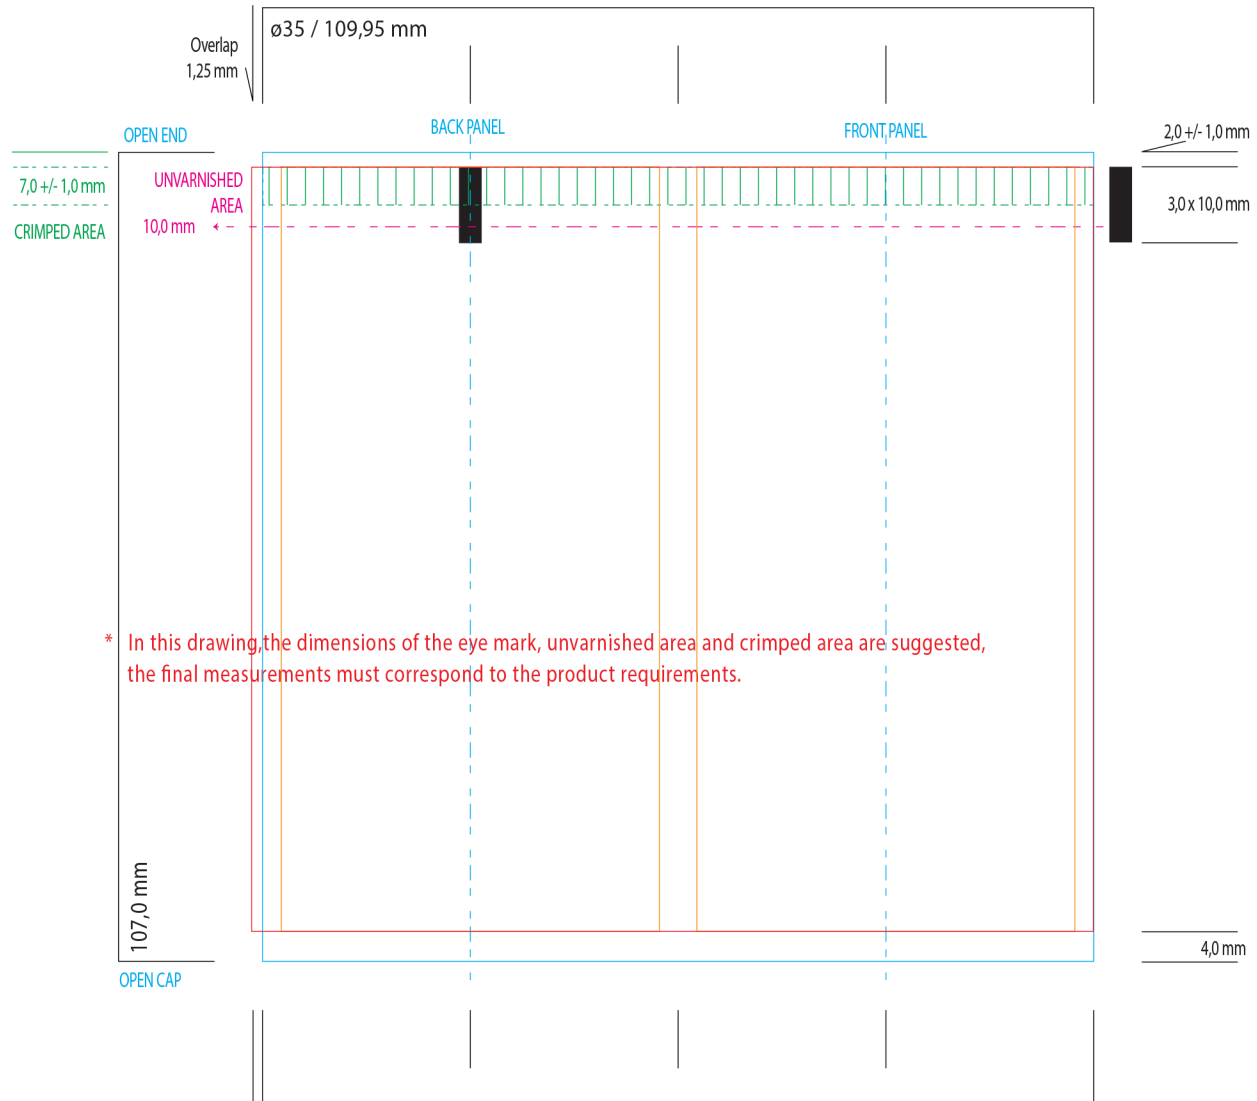 ø35 / 109,95 mm
Overlap
1,25 mm
OPEN END
BACK PANEL
FRONT PANEL
2,0 +/- 1,0 mm
7,0 +/- 1,0 mm
UNVARNISHED
AREA
3,0 x 10,0 mm
CRIMPED AREA
10,0 mm
* In this drawing,the dimensions of the eye mark, unvarnished area and crimped area are suggested,
the final measurements must correspond to the product requirements.
107,0 mm
4,0 mm
OPEN CAP